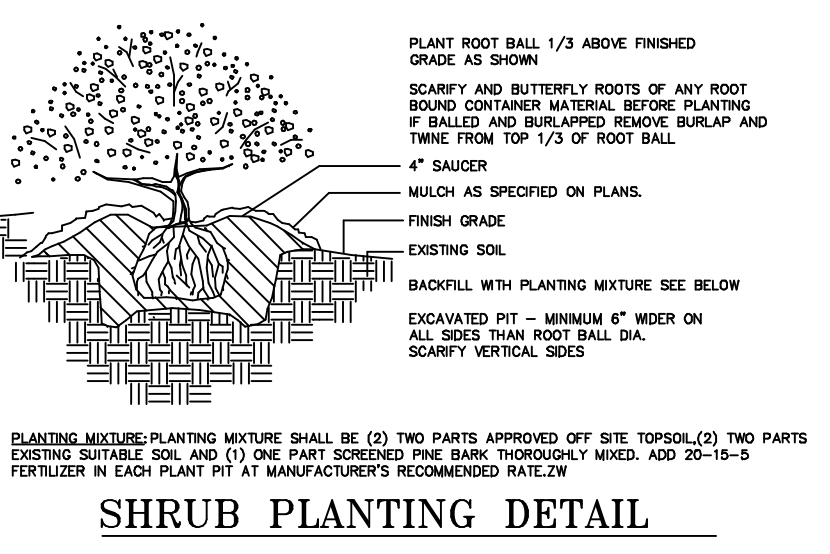 PLANT ROOT BALL 1/3 ABOVE FINISHED
GRADE AS SHOWN
SCARIFY AND BUTTERFLY ROOTS OF ANY ROOT
BOUND CONTAINER MATERIAL BEFORE PLANTING
IF BALLED AND BURLAPPED REMOVE BURLAP AND
TWINE FROM TOP 1/3 OF ROOT BALL
4" SAUCER
MULCH AS SPECIFIED ON PLANS.
FINISH GRADE
EXISTING SOIL
BACKFILL WITH PLANTING MIXTURE SEE BELOW
EXCAVATED PIT – MINIMUM 6" WIDER ON
ALL SIDES THAN ROOT BALL DIA.
SCARIFY VERTICAL SIDES
PLANTING MIXTURE: PLANTING MIXTURE SHALL BE (2) TWO PARTS APPROVED OFF SITE TOPSOIL,(2) TWO PARTS
EXISTING SUITABLE SOIL AND (1) ONE PART SCREENED PINE BARK THOROUGHLY MIXED. ADD 20–15–5
FERTILIZER IN EACH PLANT PIT AT MANUFACTURER'S RECOMMENDED RATE.ZW
SHRUB PLANTING DETAIL